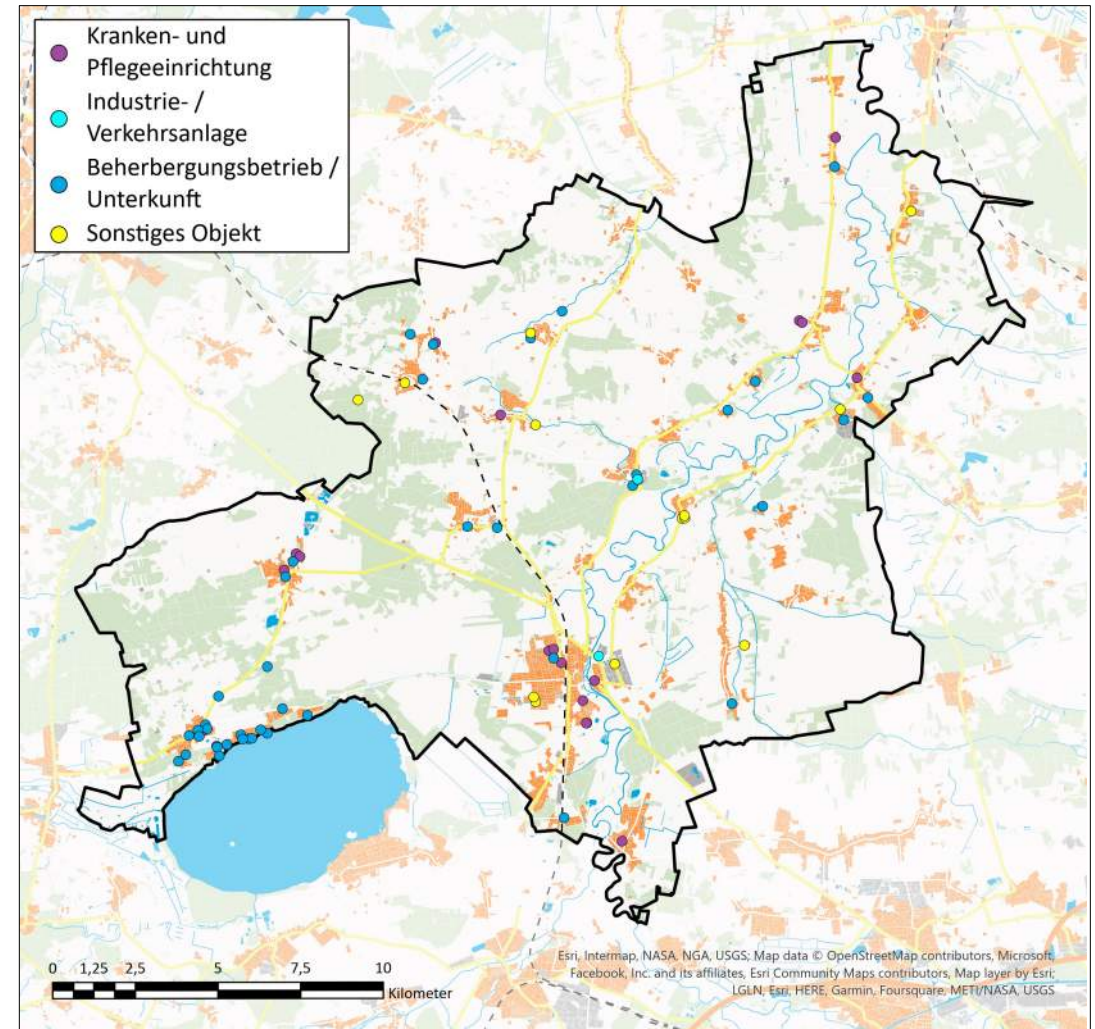 Kranken- und
Pflegeeinrichtung
Industrie- /
Verkehrsanlage
Beherbergungsbetrieb /
Unterkunft
Sonstiges Objekt
0 1,25 2,5 5 7,5 10
Kilometer
Esri, Intermap, NASA, NGA, USGS; Map data © OpenStreetMap contributors, Microsoft,
Facebook, Inc. and its affiliates, Esri Community Maps contributors, Map layer by Esri;
LGLN, Esri, HERE, Garmin, Foursquare, METI/NASA, USGS